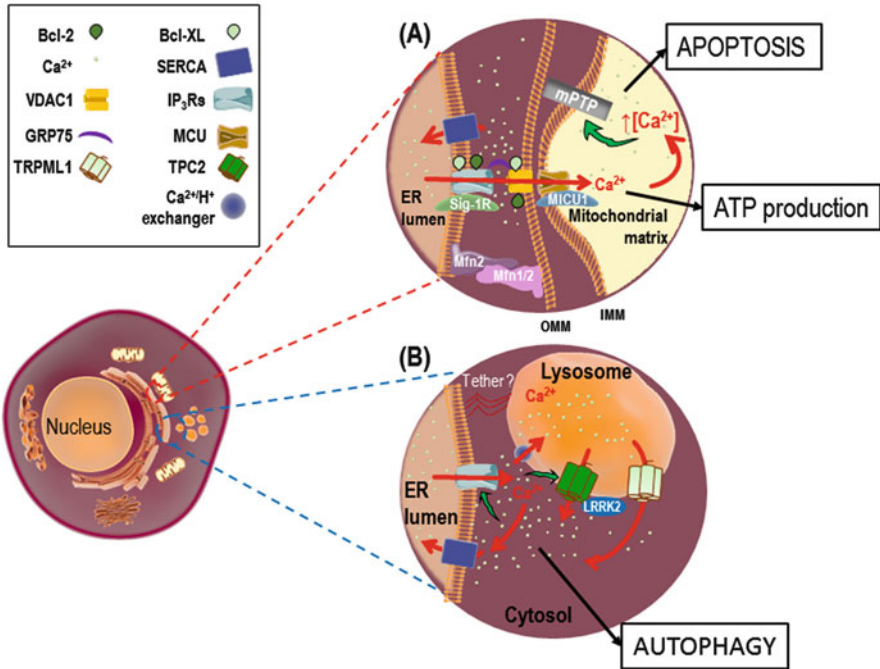 Bcl-2
Bcl-XL
Ca²⁺
SERCA
VDAC1
IP₃Rs
GRP75
MCU
TRPML1
TPC2
Ca²⁺/H⁺
exchanger
(A)
APOPTOSIS
mPTP
↑[Ca²⁺]
ER
lumen
Ca²⁺
Sig-1R
MICU1
Mitochondrial
matrix
ATP production
Mfn2
Mfn1/2
OMM
IMM
(B)
Nucleus
Tether ?
Lysosome
Ca²⁺
ER
lumen
Ca²⁺
LRRK2
Cytosol
AUTOPHAGY